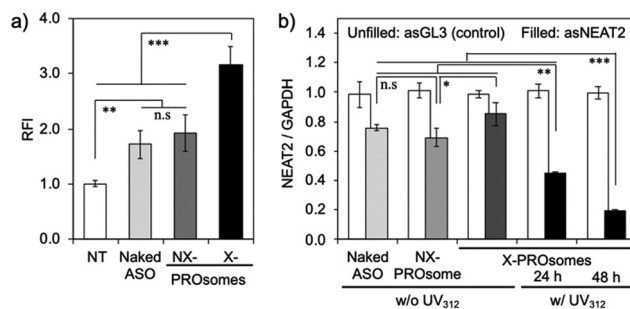 a)
***
**
n.s
RFI
4.0
3.0
2.0
1.0
0.0
NT
Naked ASO
NX-
X-
PROsomes
b)
Unfilled: asGL3 (control) Filled: asNEAT2
***
**
n.s
*
NEAT2 / GAPDH
1.4
1.2
1.0
0.8
0.6
0.4
0.2
0
Naked ASO
NX-PROsome
X-PROsomes
24 h
48 h
w/o UV312
w/ UV312